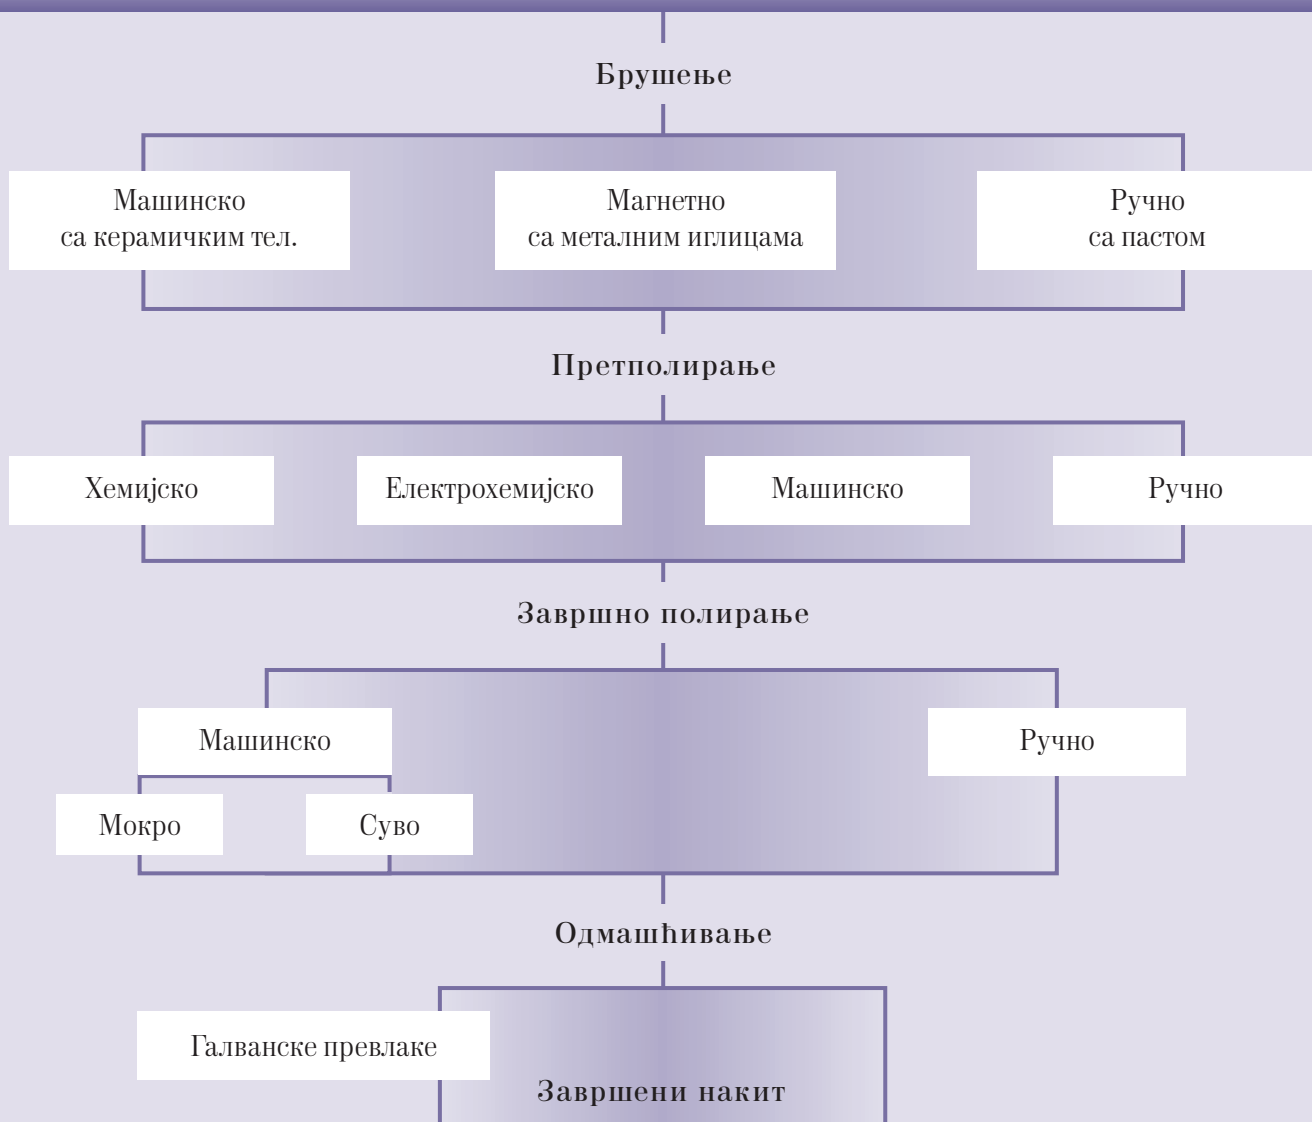 Брушење
Машинско
са керамичким тел.
Магнетно
са металним иглицама
Ручно
са пастом
Претполирање
Хемијско
Електрохемијско
Машинско
Ручно
Завршно полирање
Машинско
Ручно
Мокро
Суво
Одмашћивање
Галванске превлаке
Завршени накит